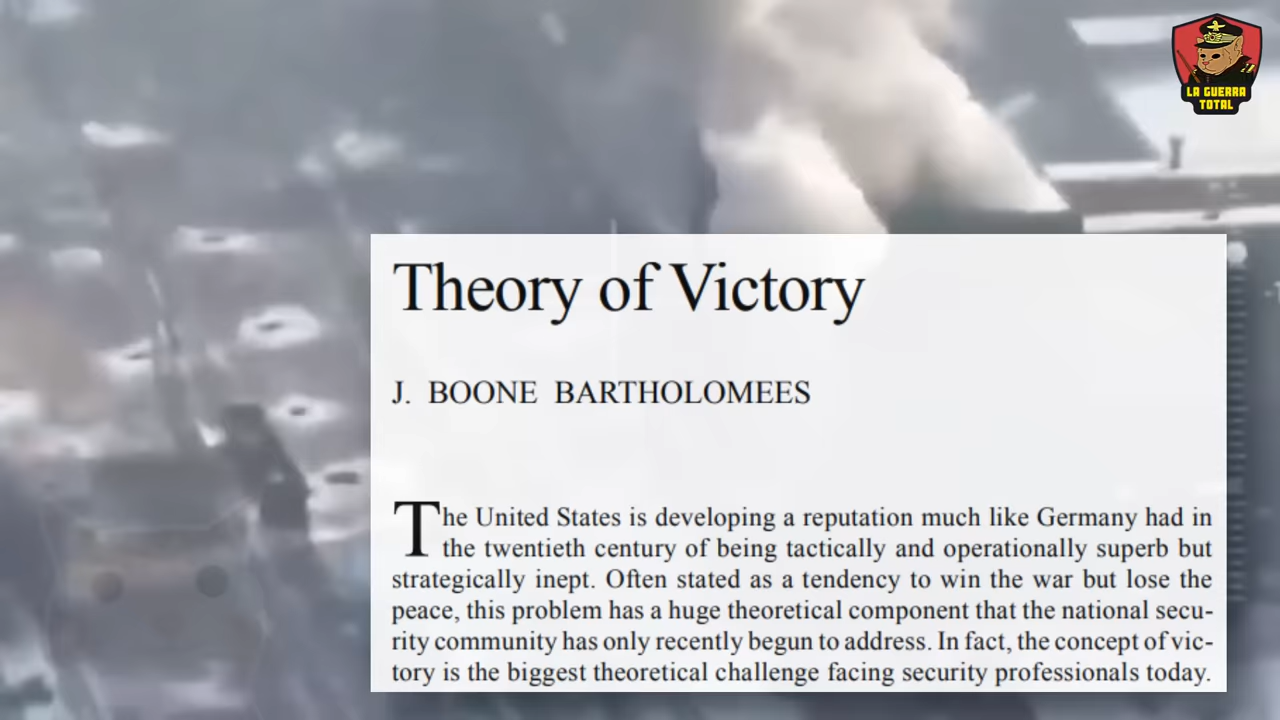 LA GUERRA
TOTAL
Theory of Victory
J. BOONE BARTHOLOMEES
The United States is developing a reputation much like Germany had in
the twentieth century of being tactically and operationally superb but
strategically inept. Often stated as a tendency to win the war but lose the
peace, this problem has a huge theoretical component that the national secu-
rity community has only recently begun to address. In fact, the concept of vic-
tory is the biggest theoretical challenge facing security professionals today.